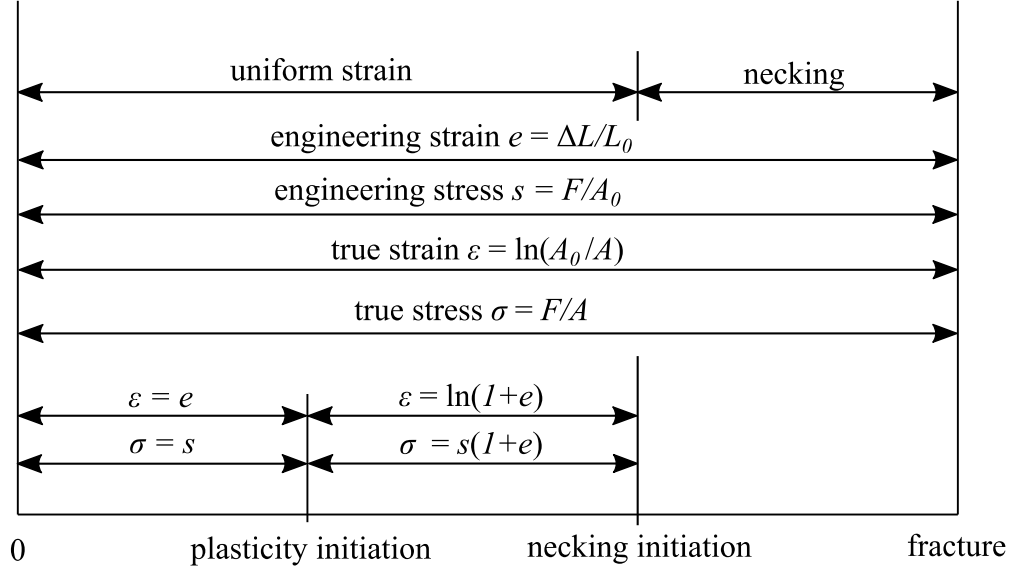 uniform strain
necking
engineering strain e = ΔL/L₀
engineering stress s = F/A₀
true strain ε = ln(A₀/A)
true stress σ = F/A
ε = e
ε = ln(1+e)
σ = s
σ = s(1+e)
0
plasticity initiation
necking initiation
fracture